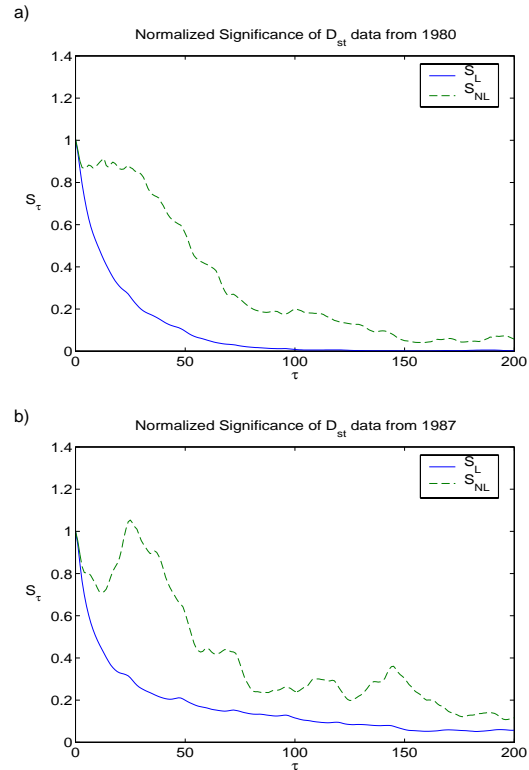 a)
Normalized Significance of D_st data from 1980
1.4
1.2
1
0.8
0.6
0.4
0.2
0
S_τ
S_L
S_NL
0
50
100
150
200
τ
b)
Normalized Significance of D_st data from 1987
1.4
1.2
1
0.8
0.6
0.4
0.2
0
S_τ
S_L
S_NL
0
50
100
150
200
τ